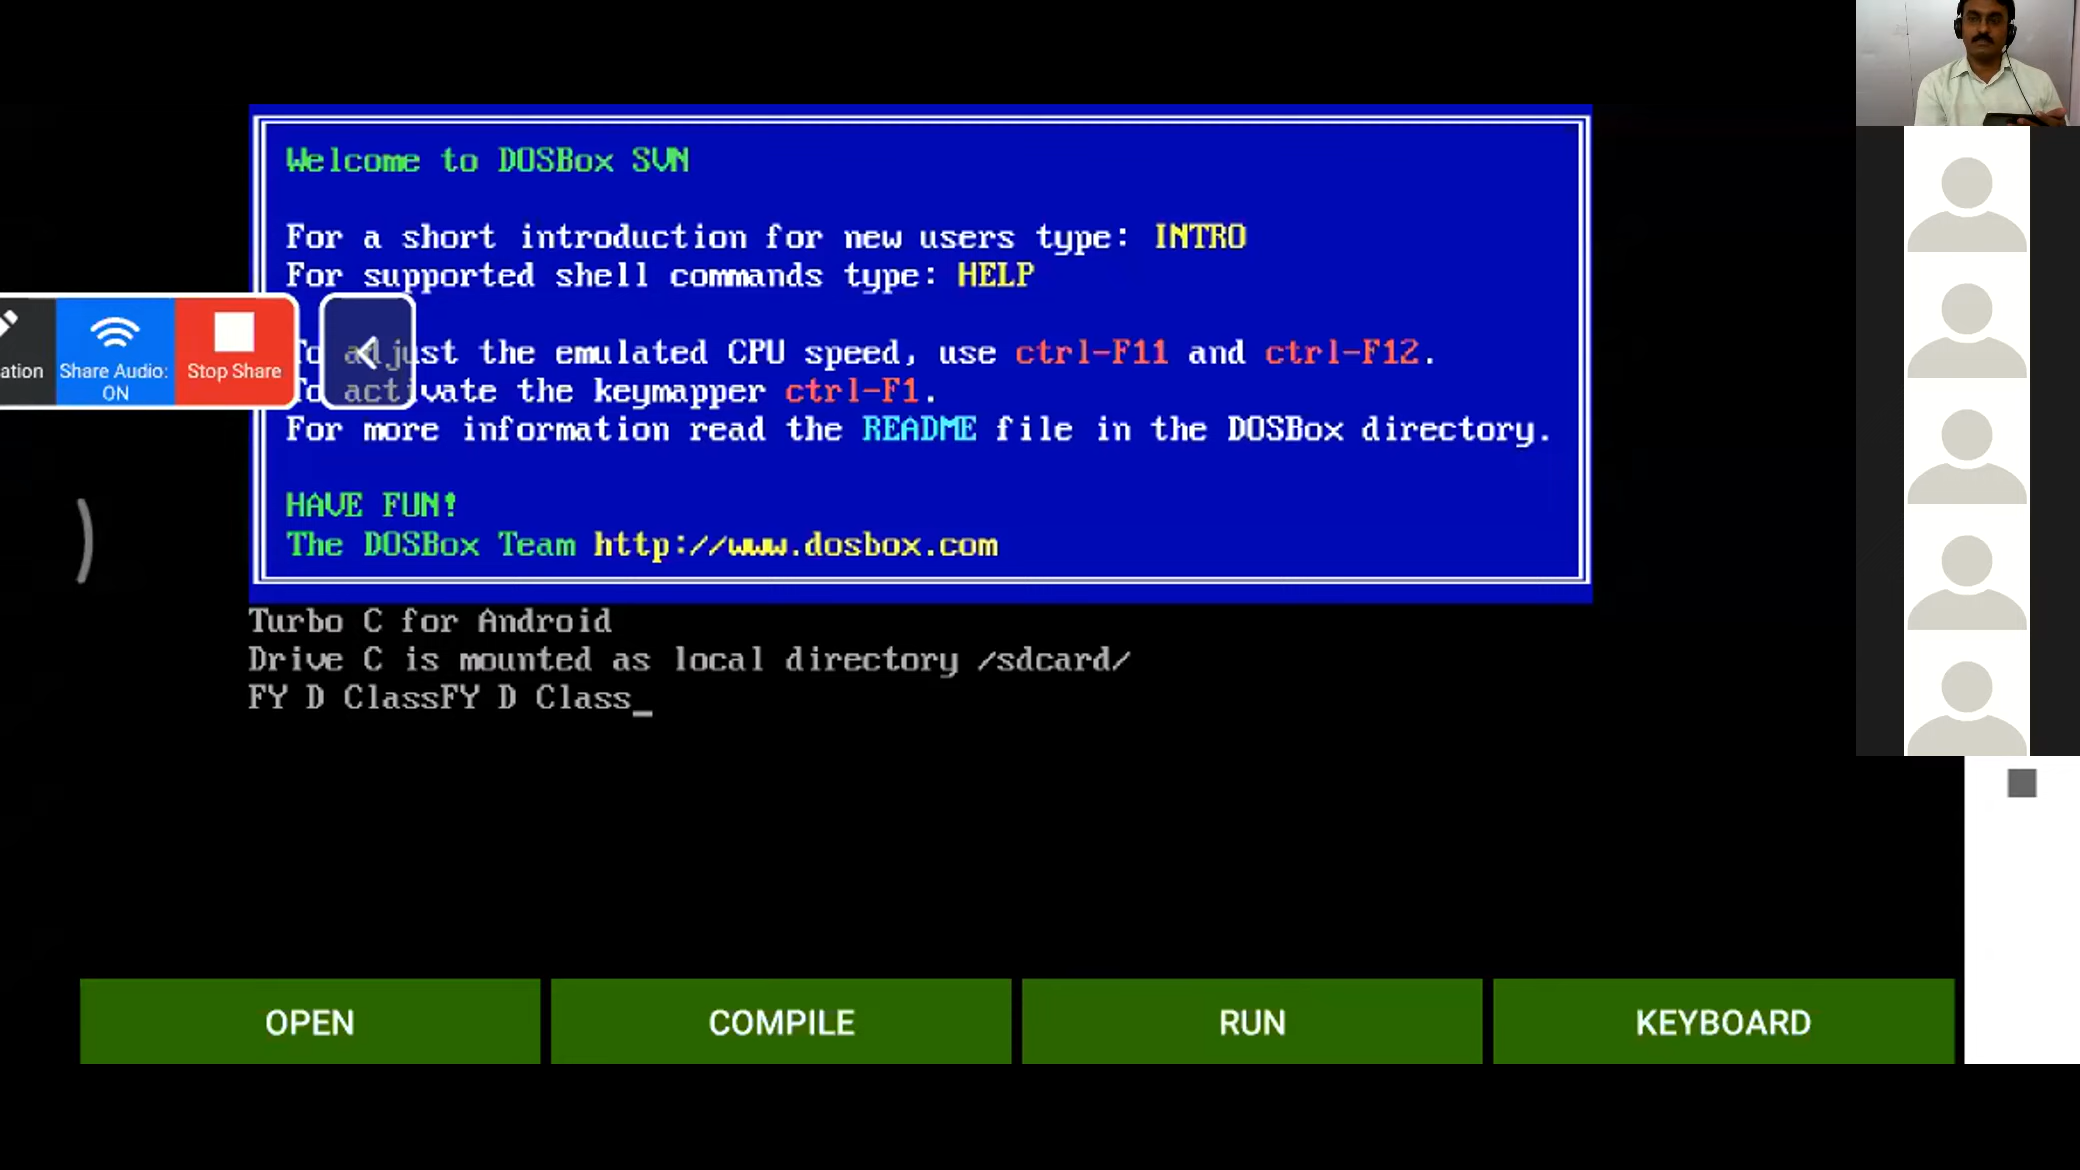 Welcome to DOSBox SVN
For a short introduction for new users type: INTRO
For supported shell commands type: HELP
To adjust the emulated CPU speed, use ctrl-F11 and ctrl-F12.
To activate the keymapper ctrl-F1.
For more information read the README file in the DOSBox directory.
HAVE FUN!
The DOSBox Team http://www.dosbox.com
ation
Share Audio:
ON
Stop Share
Turbo C for Android
Drive C is mounted as local directory /sdcard/
FY D ClassFY D Class_
OPEN
COMPILE
RUN
KEYBOARD